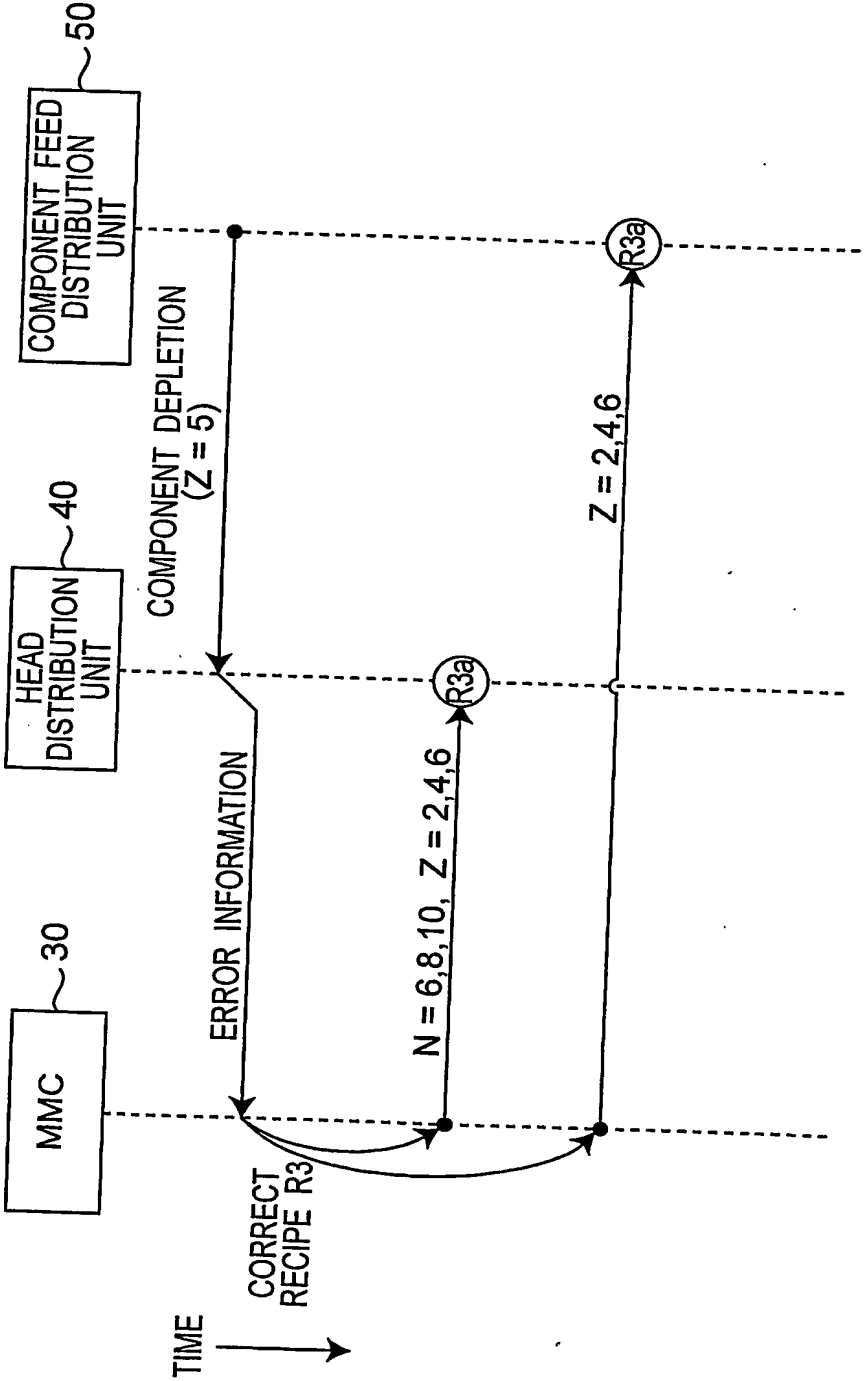 MMC
30
HEAD
DISTRIBUTION
UNIT
40
COMPONENT FEED
DISTRIBUTION
UNIT
50
TIME
COMPONENT DEPLETION
(Z = 5)
ERROR INFORMATION
CORRECT
RECIPE R3
N = 6,8,10, Z = 2,4,6
R3a
Z = 2,4,6
R3a